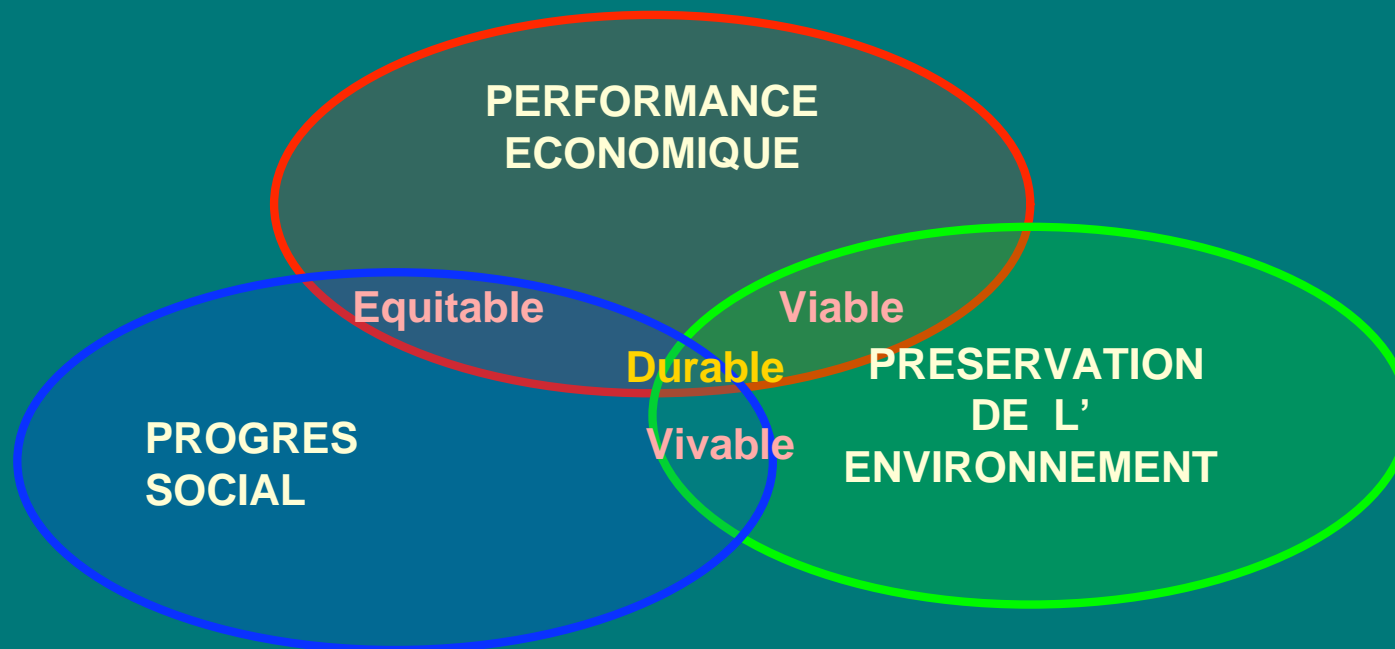 PERFORMANCE
ECONOMIQUE
Equitable
Viable
Durable
PRESERVATION
DE L’
ENVIRONNEMENT
Vivable
PROGRES
SOCIAL